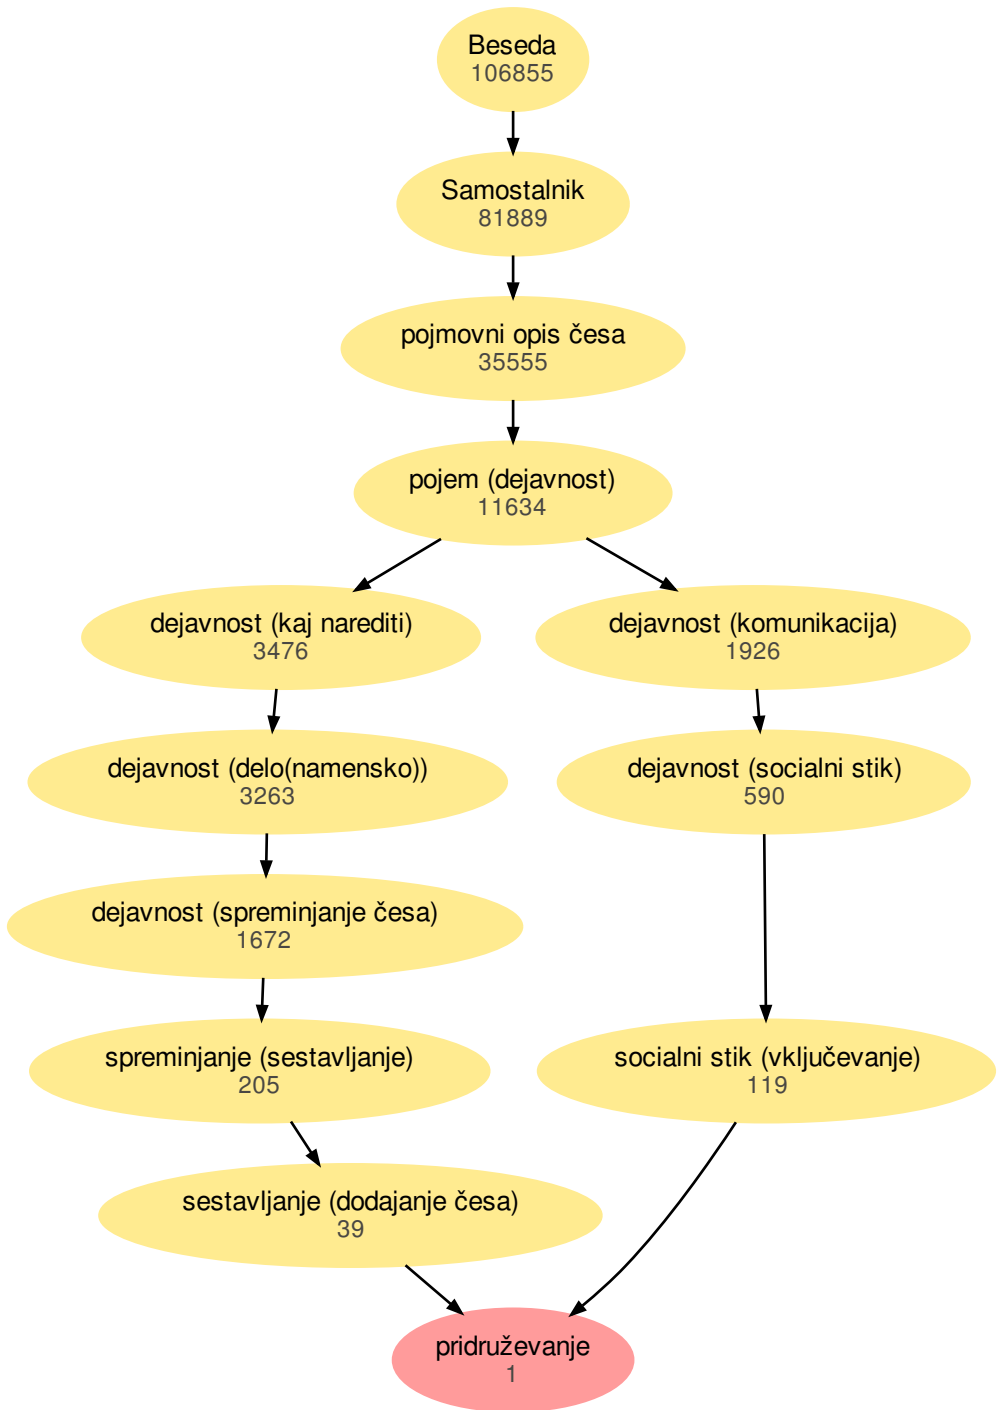 Beseda
106855
Samostalnik
81889
pojmovni opis česa
35555
pojem (dejavnost)
11634
dejavnost (kaj narediti)
3476
dejavnost (komunikacija)
1926
dejavnost (delo(namensko))
3263
dejavnost (socialni stik)
590
dejavnost (spreminjanje česa)
1672
spreminjanje (sestavljanje)
205
socialni stik (vključevanje)
119
sestavljanje (dodajanje česa)
39
pridruževanje
1